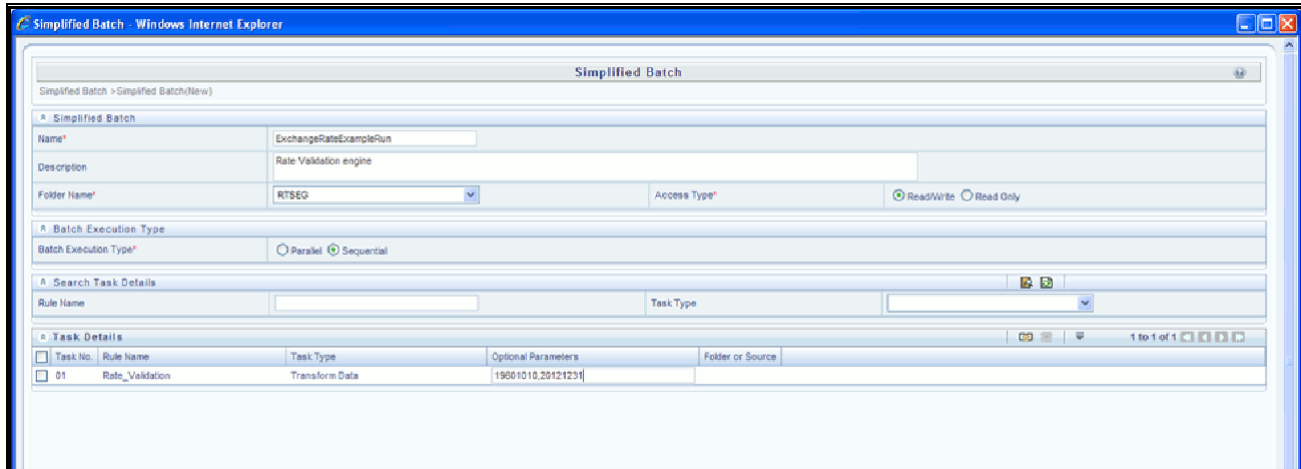 Simplified Batch - Windows Internet Explorer
Simplified Batch
Simplified Batch >Simplified Batch(New)
Simplified Batch
Name* ExchangeRateExampleRun
Description Rate Validation engine
Folder Name* RTSEG Access Type* Read/Write Read Only
Batch Execution Type
Batch Execution Type* Parallel Sequential
Search Task Details
Rule Name Task Type
Task Details 1 to 1 of 1
Task No. Rule Name Task Type Optional Parameters Folder or Source
01 Rate_Validation Transform Data 19601010,20121231